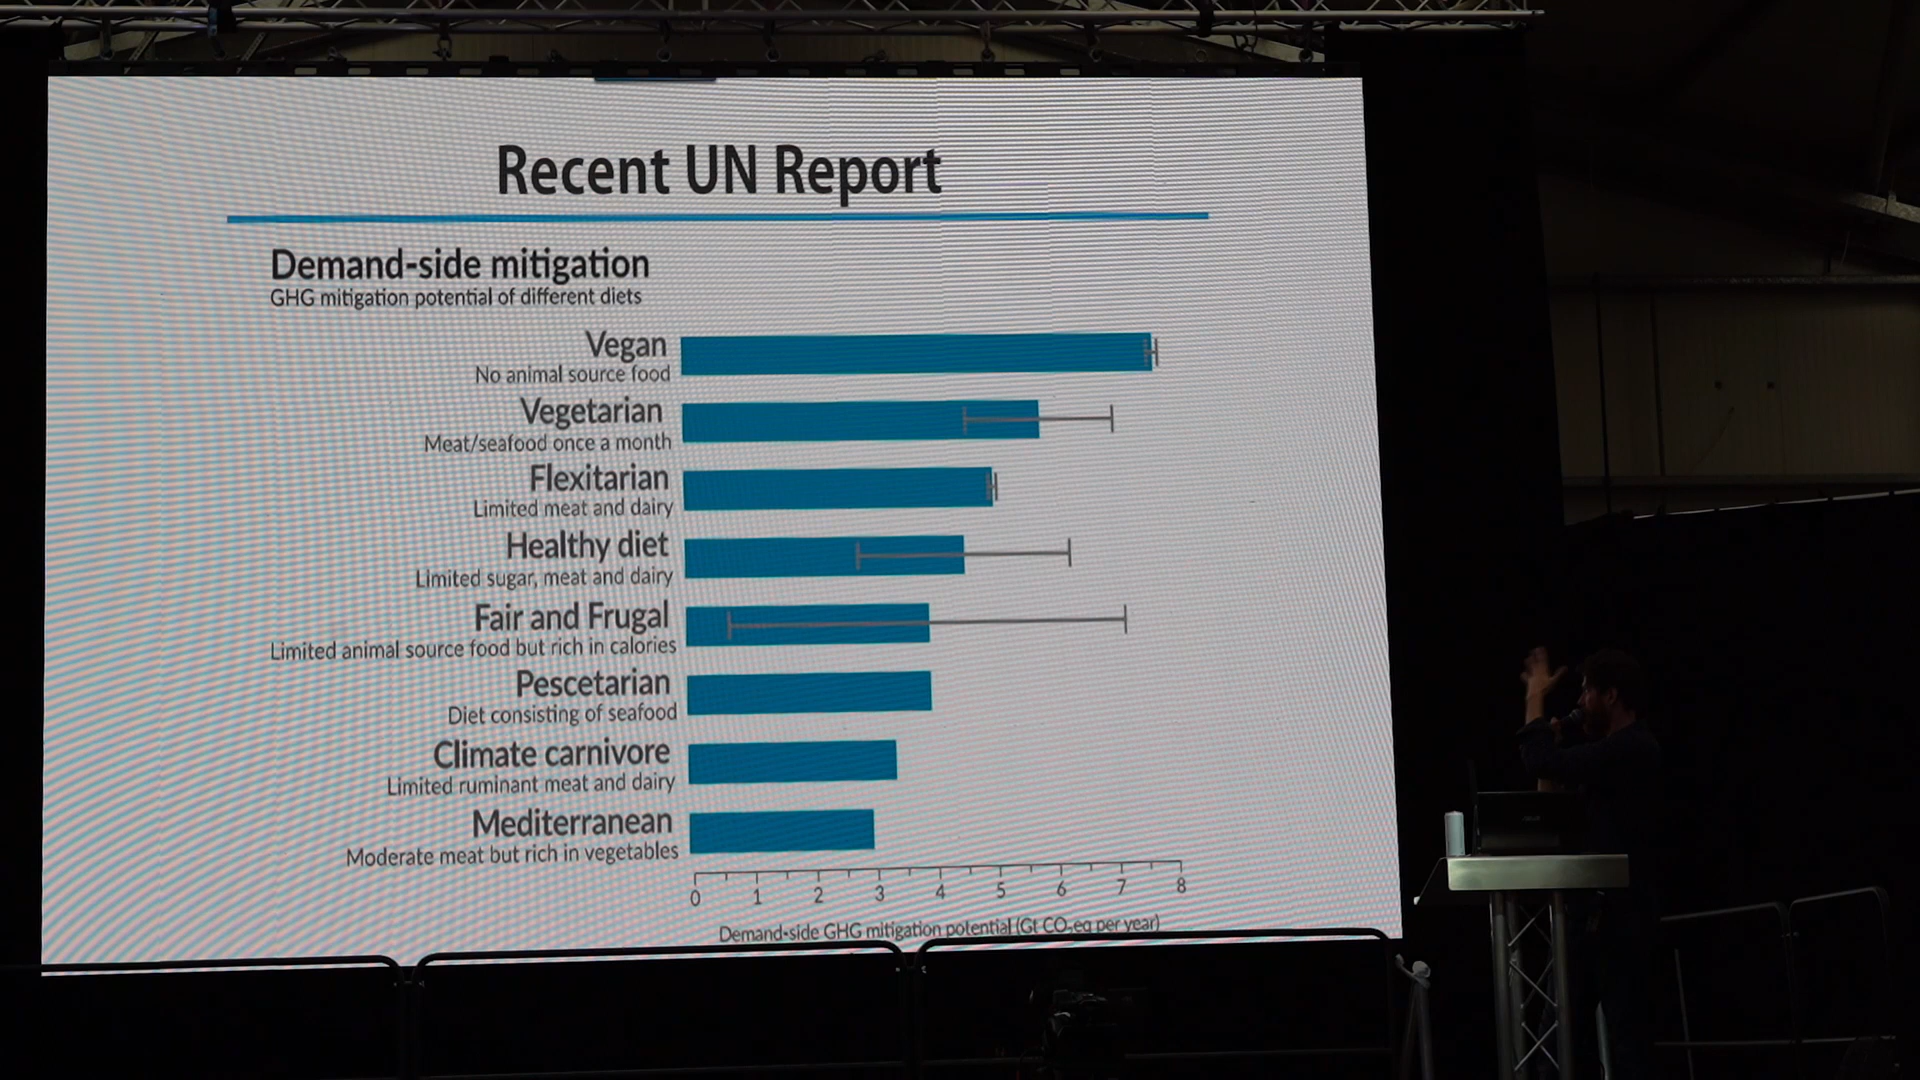 Recent UN Report
Demand-side mitigation
GHG mitigation potential of different diets
Vegan
No animal source food
Vegetarian
Meat/seafood once a month
Flexitarian
Limited meat and dairy
Healthy diet
Limited sugar, meat and dairy
Fair and Frugal
Limited animal source food but rich in calories
Pescetarian
Diet consisting of seafood
Climate carnivore
Limited ruminant meat and dairy
Mediterranean
Moderate meat but rich in vegetables
0 1 2 3 4 5 6 7 8
Demand-side GHG mitigation potential (Gt CO₂eq per year)